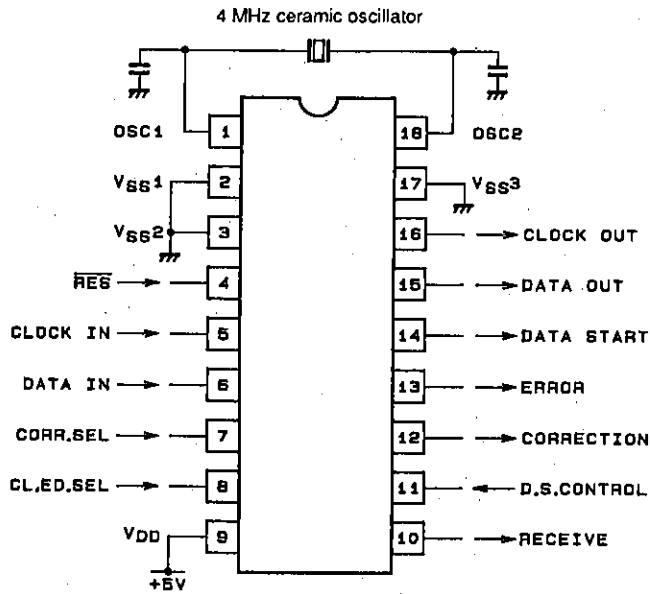 4 MHz ceramic oscillator
OSC1 1 18 OSC2
VSS1 2 17 VSS3
VSS2 3 16 CLOCK OUT
RES 4 15 DATA OUT
CLOCK IN 5 14 DATA START
DATA IN 6 13 ERROR
CORR.SEL 7 12 CORRECTION
CL.ED.SEL 8 11 D.S.CONTROL
VDD 9 10 RECEIVE
+5V